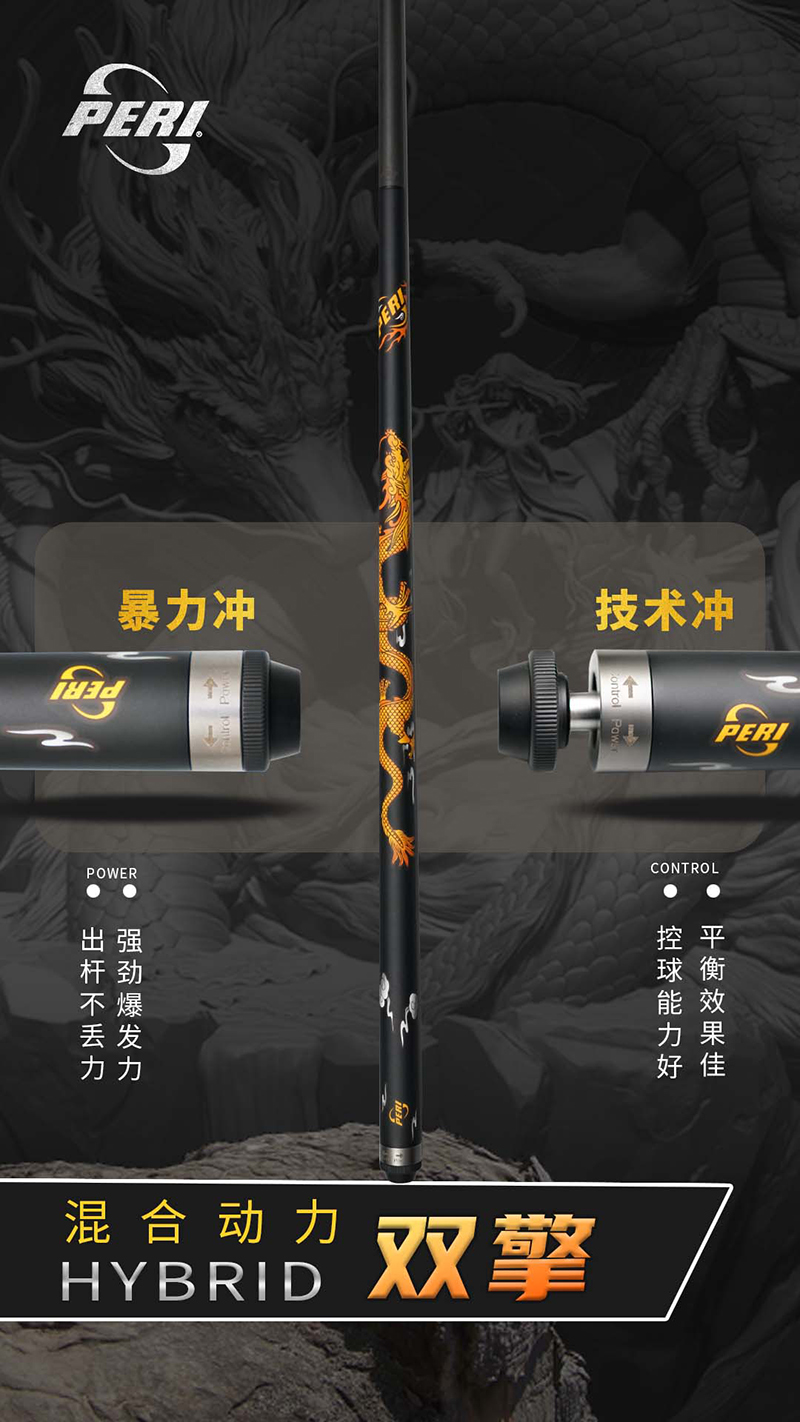 PERI®
PERI
暴力冲
技术冲
PERI
Power
Control
Control
Power
PERI
POWER
CONTROL
强劲爆发力
出杆不丢力
平衡效果佳
控球能力好
PERI
混合动力
HYBRID
双擎